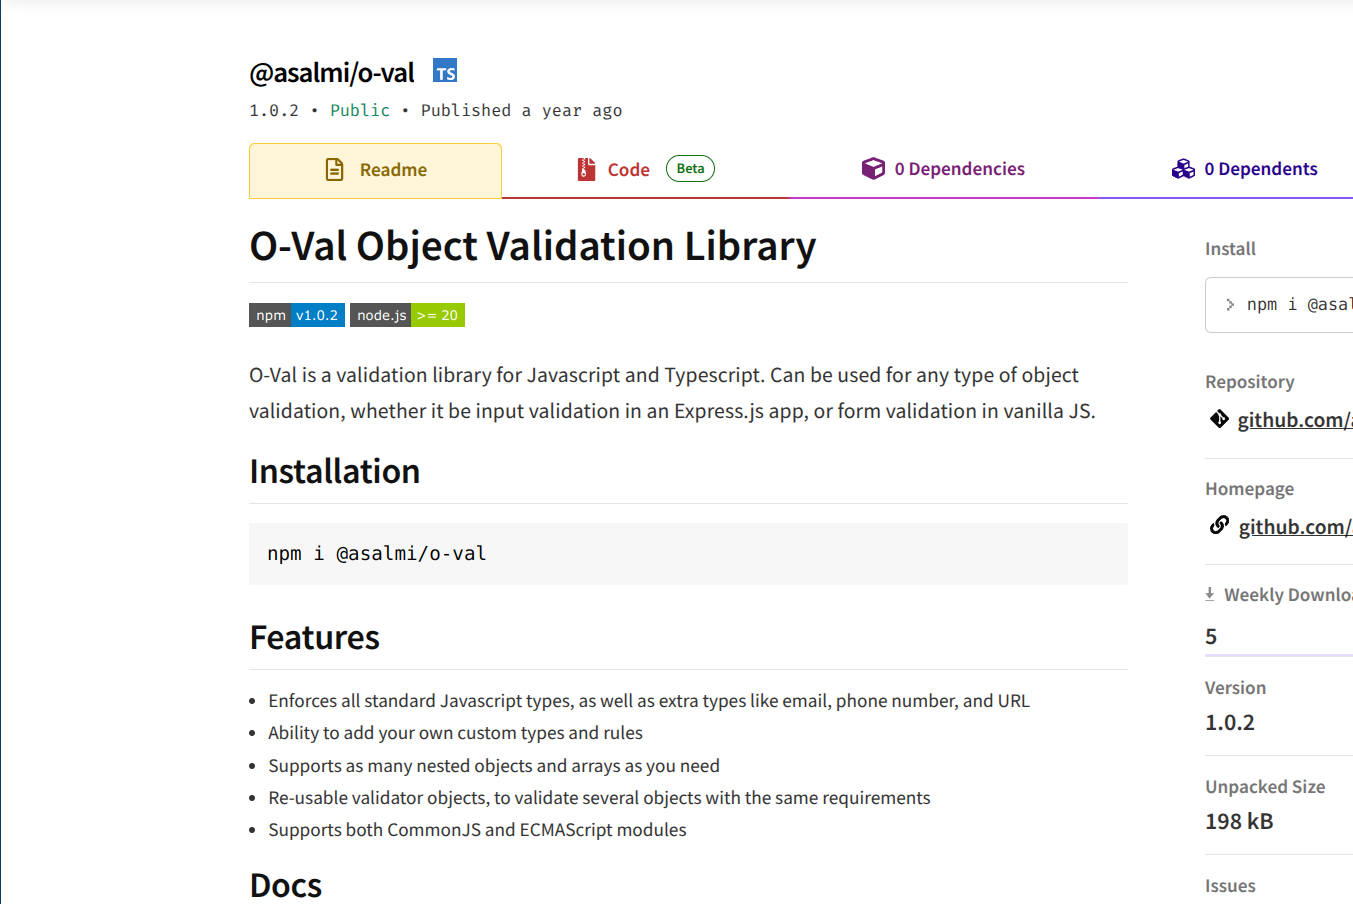 @asalmi/o-val TS
1.0.2 • Public • Published a year ago
Readme
Code Beta
0 Dependencies
0 Dependents
O-Val Object Validation Library
npm v1.0.2 node.js >= 20
O-Val is a validation library for Javascript and Typescript. Can be used for any type of object
validation, whether it be input validation in an Express.js app, or form validation in vanilla JS.
Installation
npm i @asalmi/o-val
Features
• Enforces all standard Javascript types, as well as extra types like email, phone number, and URL
• Ability to add your own custom types and rules
• Supports as many nested objects and arrays as you need
• Re-usable validator objects, to validate several objects with the same requirements
• Supports both CommonJS and ECMAScript modules
Docs
Install
npm i @asal
Repository
github.com/a
Homepage
github.com/
Weekly Downloa
5
Version
1.0.2
Unpacked Size
198 kB
Issues